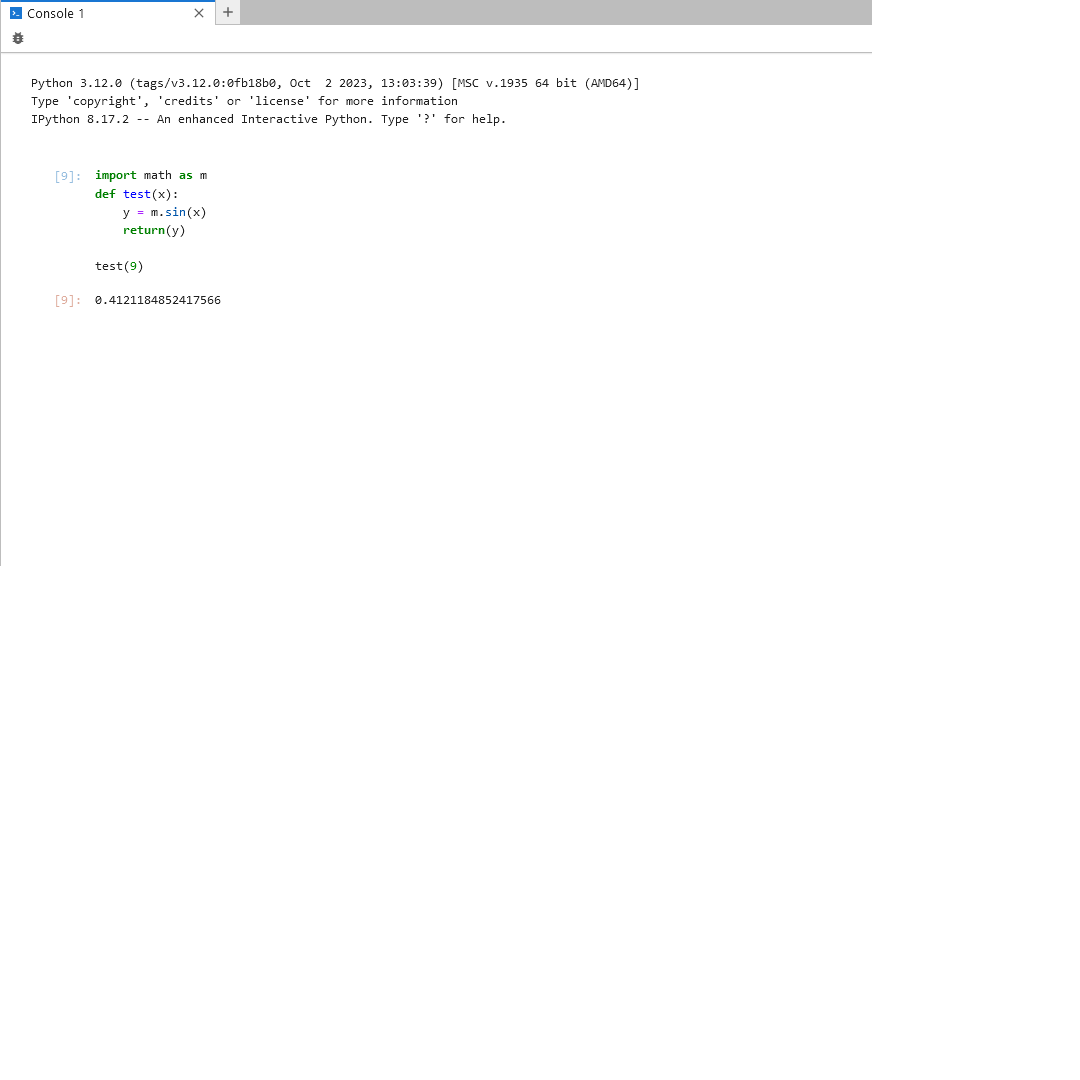 Console 1
Python 3.12.0 (tags/v3.12.0:0fb18b0, Oct  2 2023, 13:03:39) [MSC v.1935 64 bit (AMD64)]
Type 'copyright', 'credits' or 'license' for more information
IPython 8.17.2 -- An enhanced Interactive Python. Type '?' for help.
[9]: import math as m
def test(x):
    y = m.sin(x)
    return(y)
test(9)
[9]: 0.4121184852417566